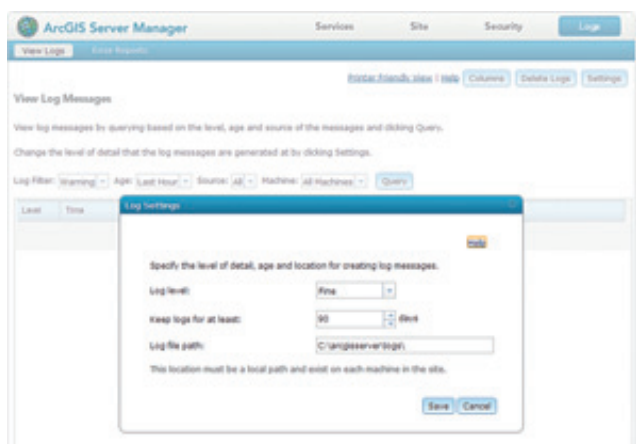 ArcGIS Server Manager Services Site Security Logs
View Logs Error Reports
Printer Friendly View | Help Columns Delete Logs Settings
View Log Messages
View log messages by querying based on the level, age and source of the messages and clicking Query.
Change the level of detail that the log messages are generated at by clicking Settings.
Log Filter: Warning Age: Last Hour Source: All Machine: All Machines Query
Level Time
Log Settings
Help
Specify the level of detail, age and location for creating log messages.
Log level: Fine
Keep logs for at least: 90 days
Log file path: C:\arcgisserver\logs\
This location must be a local path and exist on each machine in the site.
Save Cancel